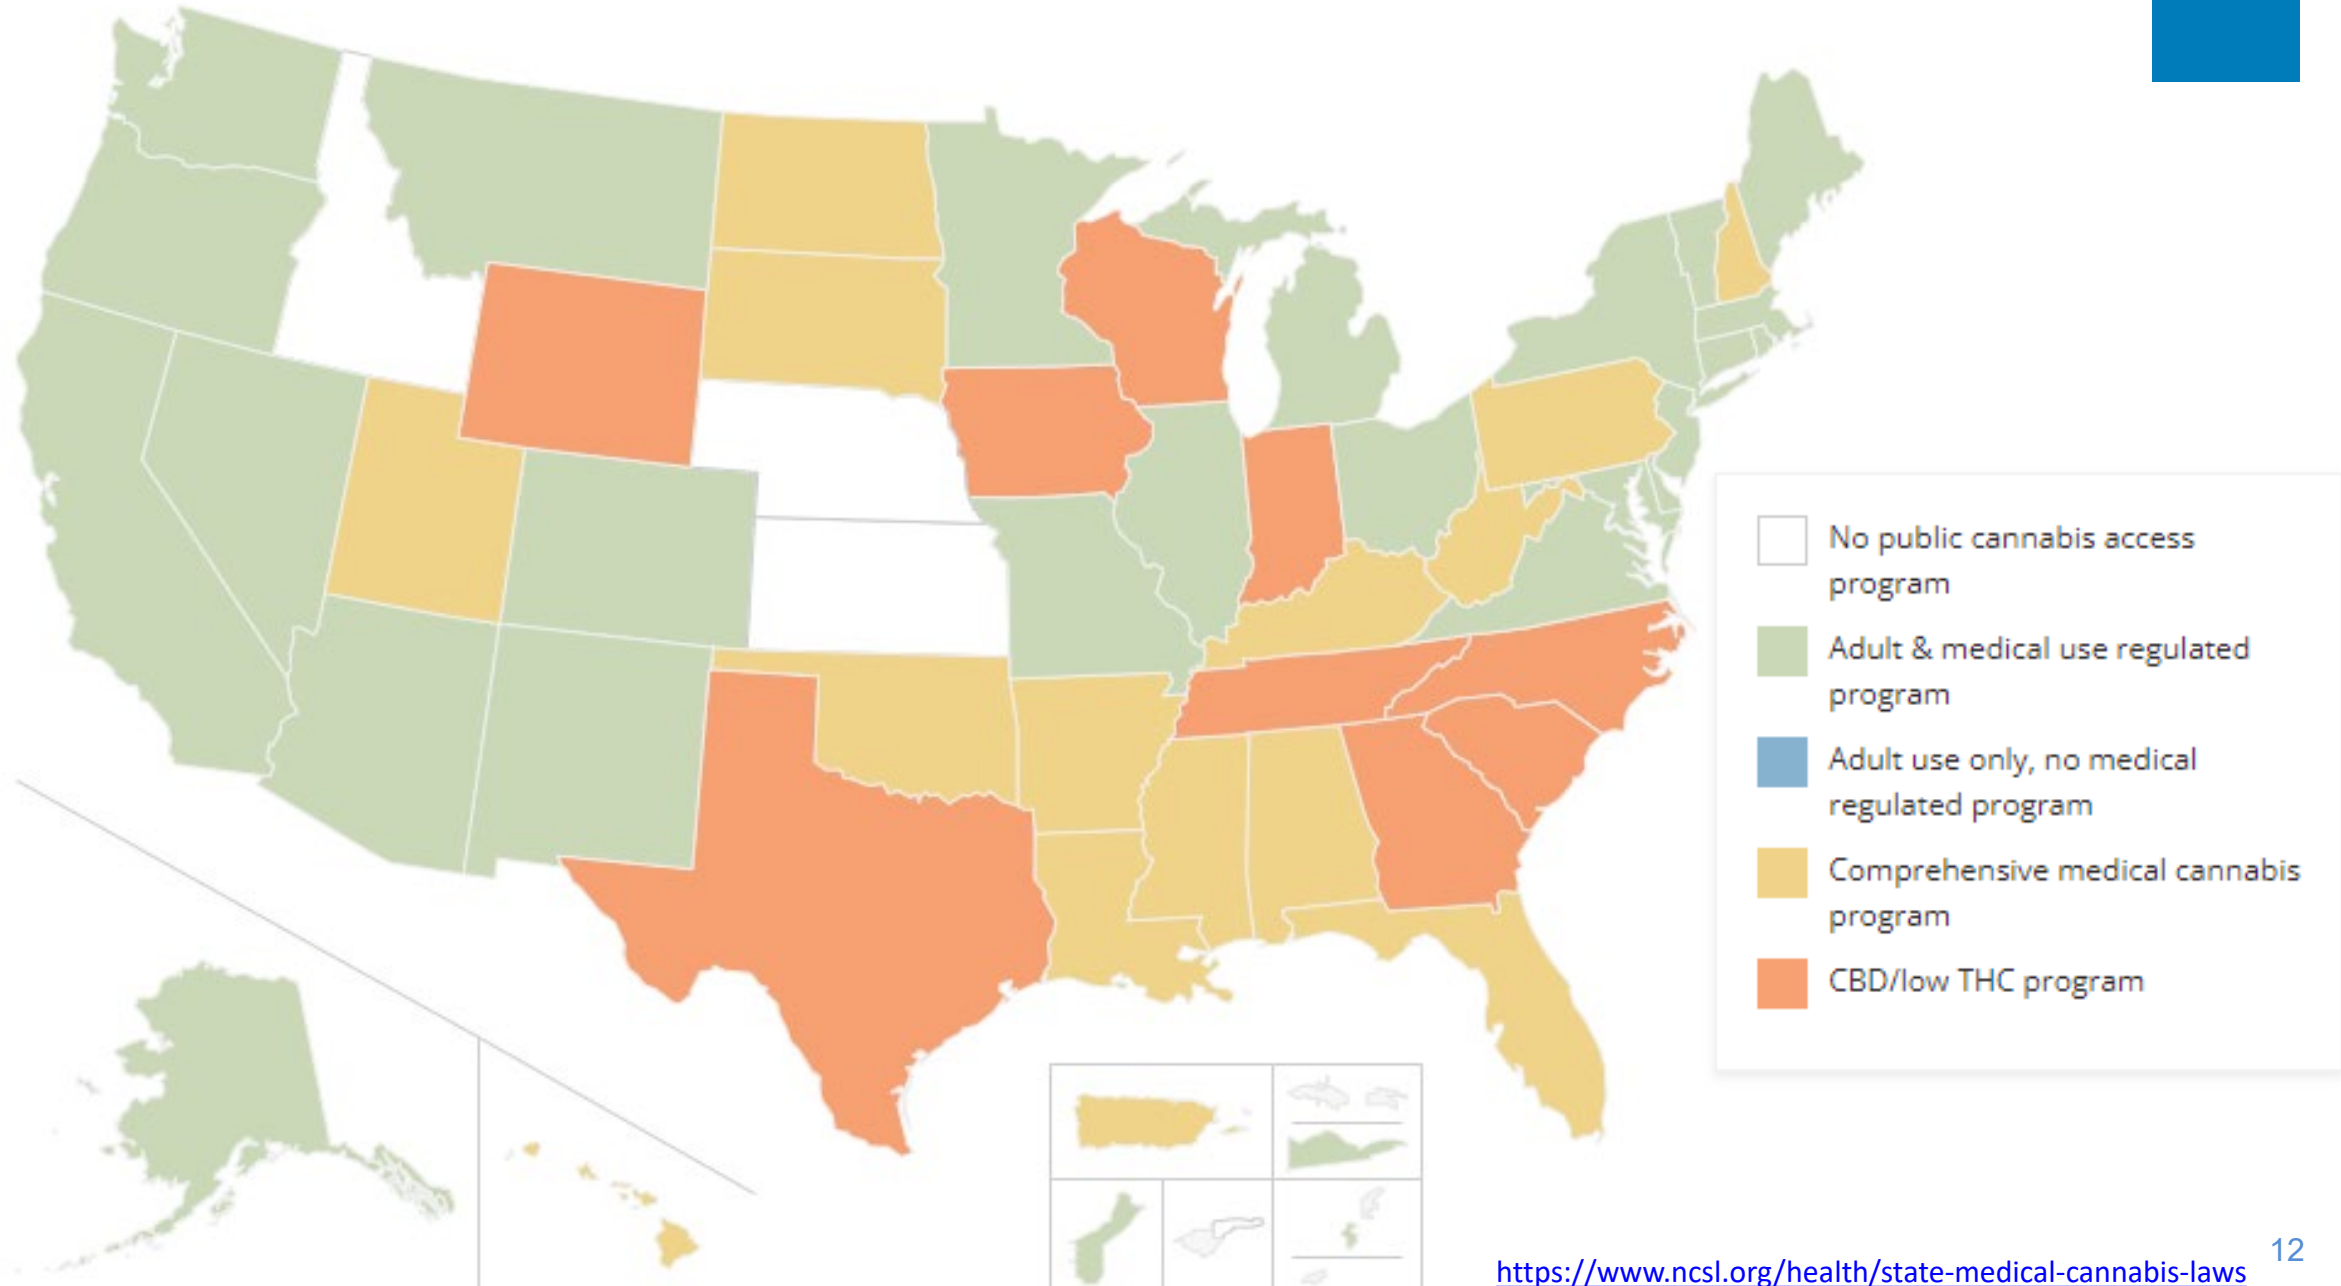 No public cannabis access
program
Adult & medical use regulated
program
Adult use only, no medical
regulated program
Comprehensive medical cannabis
program
CBD/low THC program
https://www.ncsl.org/health/state-medical-cannabis-laws
12